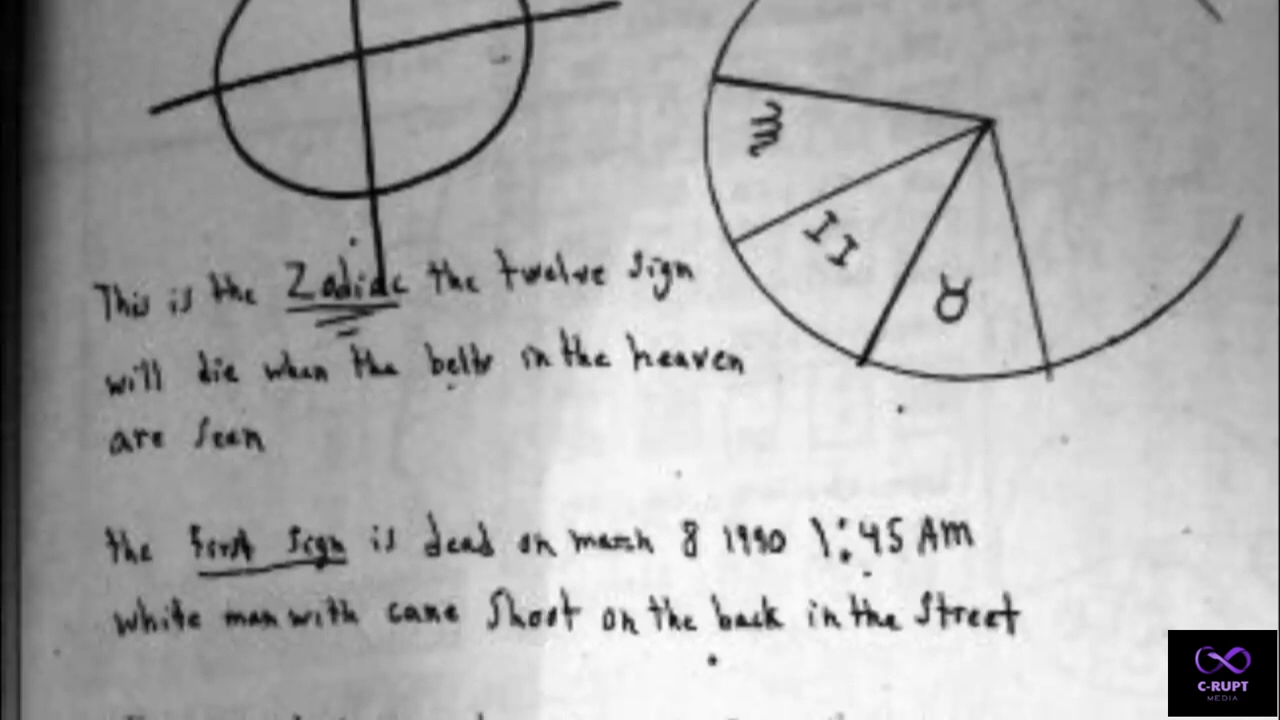 This is the Zodiac the twelve sign
will die when the belts in the heaven
are seen
the first sign is dead on march 8 1990 1:45 AM
white man with cane shoot on the back in the street
♏
II
♉
C-RUPT
MEDIA